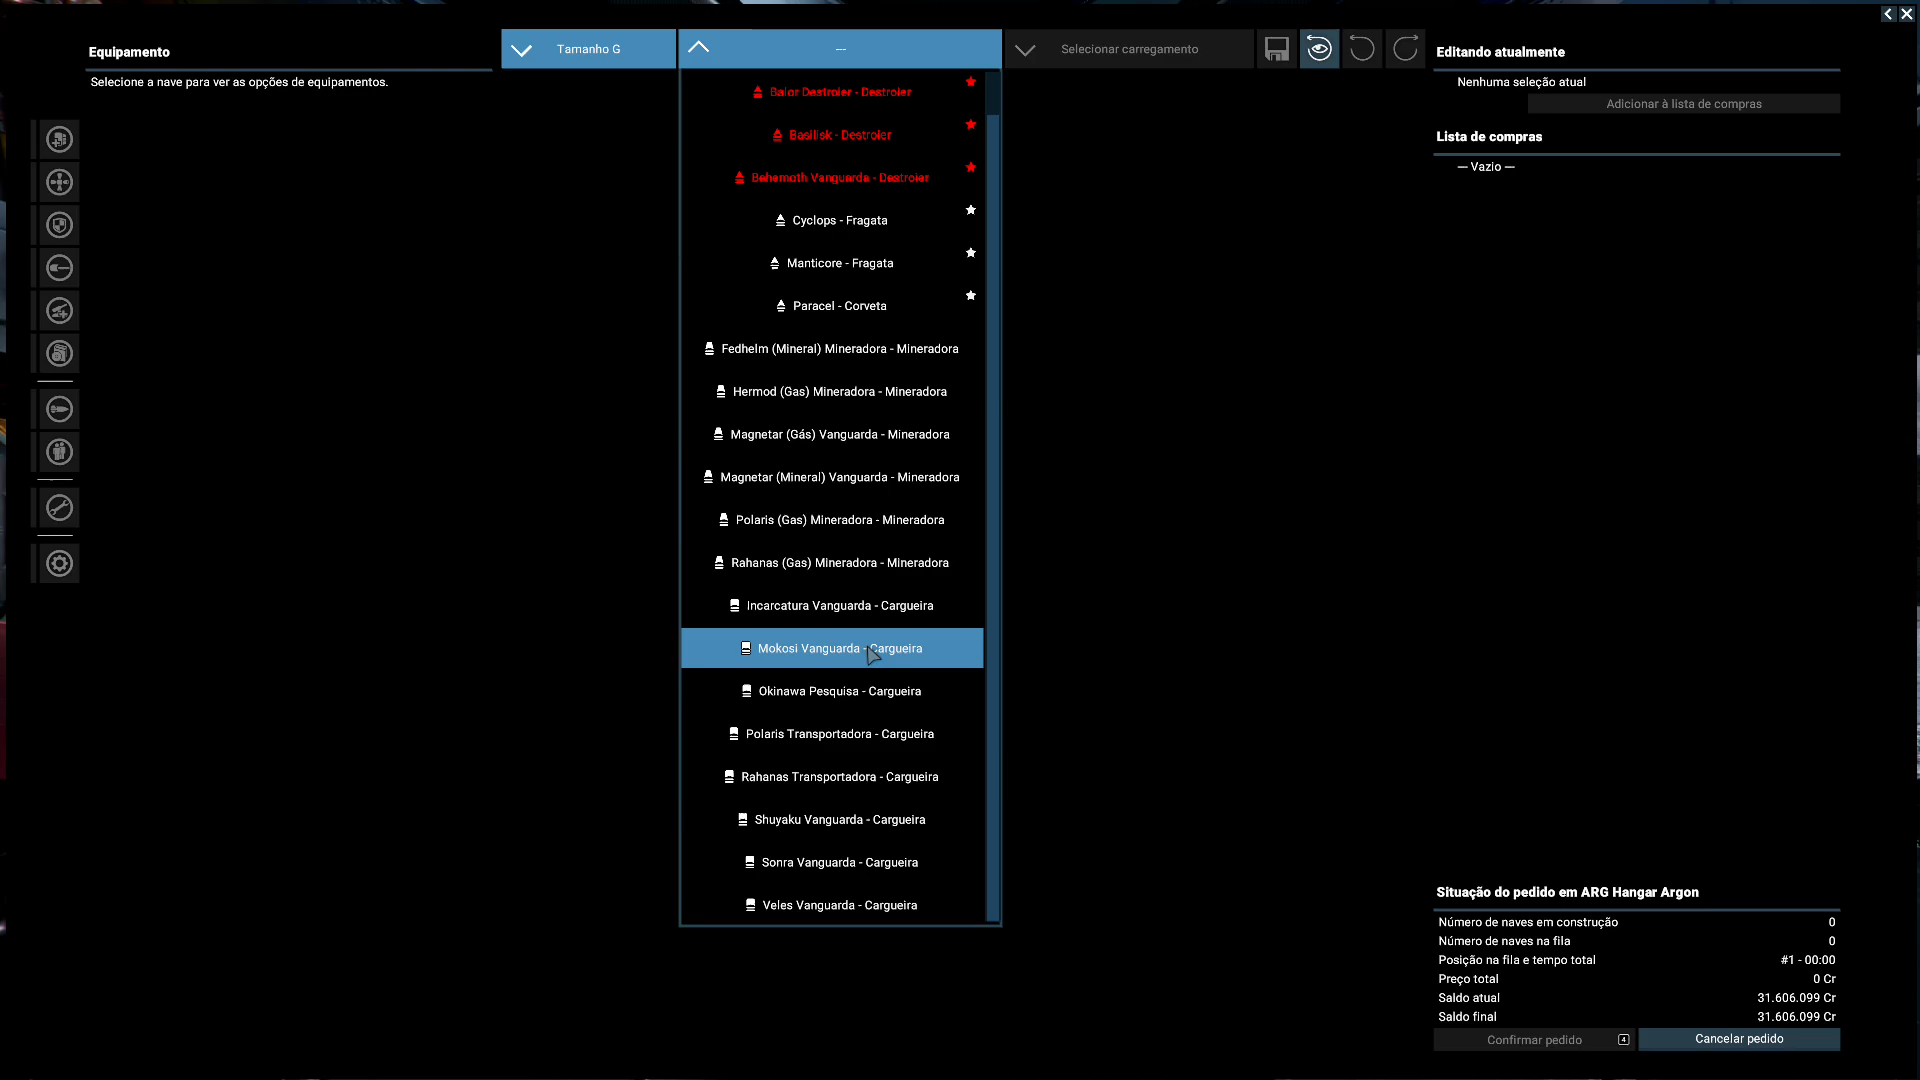 Equipamento
Selecione a nave para ver as opções de equipamentos.
Tamanho G
---
Selecionar carregamento
Balor Destroier - Destroier
Basilisk - Destroier
Behemoth Vanguarda - Destroier
Cyclops - Fragata
Manticore - Fragata
Paracel - Corveta
Fedhelm (Mineral) Mineradora - Mineradora
Hermod (Gas) Mineradora - Mineradora
Magnetar (Gás) Vanguarda - Mineradora
Magnetar (Mineral) Vanguarda - Mineradora
Polaris (Gas) Mineradora - Mineradora
Rahanas (Gas) Mineradora - Mineradora
Incarcatura Vanguarda - Cargueira
Mokosi Vanguarda - Cargueira
Okinawa Pesquisa - Cargueira
Polaris Transportadora - Cargueira
Rahanas Transportadora - Cargueira
Shuyaku Vanguarda - Cargueira
Sonra Vanguarda - Cargueira
Veles Vanguarda - Cargueira
Editando atualmente
Nenhuma seleção atual
Adicionar à lista de compras
Lista de compras
— Vazio —
Situação do pedido em ARG Hangar Argon
Número de naves em construção 0
Número de naves na fila 0
Posição na fila e tempo total #1 - 00:00
Preço total 0 Cr
Saldo atual 31.606.099 Cr
Saldo final 31.606.099 Cr
Confirmar pedido 4
Cancelar pedido